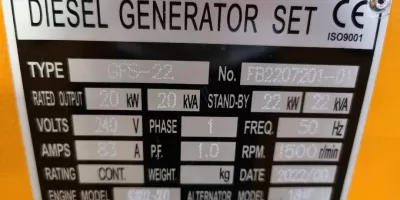 DIESEL GENERATOR SET CE
ISO9001
TYPE GPS-22 No. FB2207201-01
RATED OUTPUT 20 kW 20 kVA STAND-BY 22 kW 22 kVA
VOLTS 240 V PHASE 1 FREQ. 50 Hz
AMPS 83 A P.F. 1.0 RPM. 1500 r/min
RATING CONT. WEIGHT. kg DATE 2022/
ENGINE MODEL ALTERNATOR MODEL